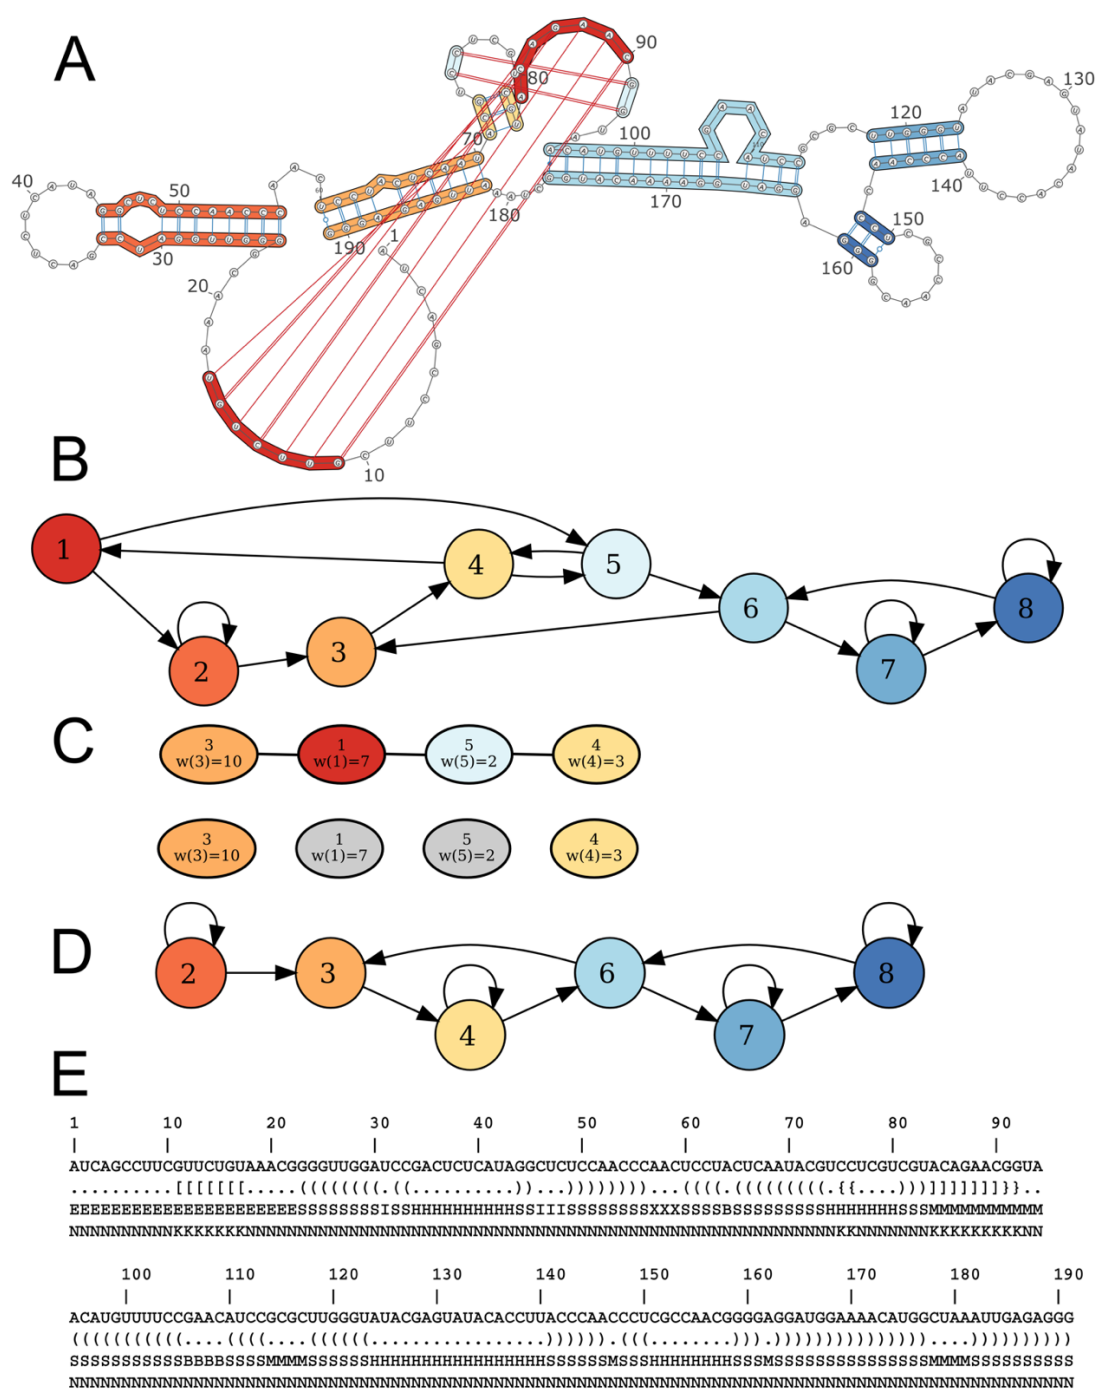 A
40
50
30
20
1
10
190
180
70
80
90
100
170
120
130
140
150
160
B
1
2
3
4
5
6
7
8
C
3 1 5 4
w(3)=10 w(1)=7 w(5)=2 w(4)=3
3 1 5 4
w(3)=10 w(1)=7 w(5)=2 w(4)=3
D
2
3
4
6
7
8
E
1 10 20 30 40 50 60 70 80 90
AUCAGCCUUCGUUCUGUAAACGGGGUUGGAUCCGACUCUCAUAGGCUCUCCAACCCAACUCCUACUCAAUACGUCCUCGUCGUACAGAACGGUA
..........[[[[[[[.....((((((((.((..........))...))))))))...((((.(((((((((.{{....)))]]]]]]]}}..
EEEEEEEEEEEEEEEEEEEEEESSSSSSSSISSHHHHHHHHHHSSIIISSSSSSSSXXXSSSSBSSSSSSSSSHHHHHHHSSSMMMMMMMMMMM
NNNNNNNNNNKKKKKKKNNNNNNNNNNNNNNNNNNNNNNNNNNNNNNNNNNNNNNNNNNNNNNNNNNNNNNNNNKKNNNNNNNKKKKKKKKKNN
100 110 120 130 140 150 160 170 180 190
ACAUGUUUUCCGAACAUCCGCGCUUGGGUAUACGAGUAUACACCUUACCCAACCCUCGCCAACGGGGAGGAUGGAAAACAUGGCUAAAUUGAGAGGG
(((((((((((....((((....((((((.................)))))).(((........))).)))))))))))))))....))))))))))
SSSSSSSSSSSBBBBSSSSMMMMSSSSSSHHHHHHHHHHHHHHHHHSSSSSSMSSSHHHHHHHHSSSMSSSSSSSSSSSSSSSMMMMSSSSSSSSSS
NNNNNNNNNNNNNNNNNNNNNNNNNNNNNNNNNNNNNNNNNNNNNNNNNNNNNNNNNNNNNNNNNNNNNNNNNNNNNNNNNNNNNNNNNNNNNNNNN